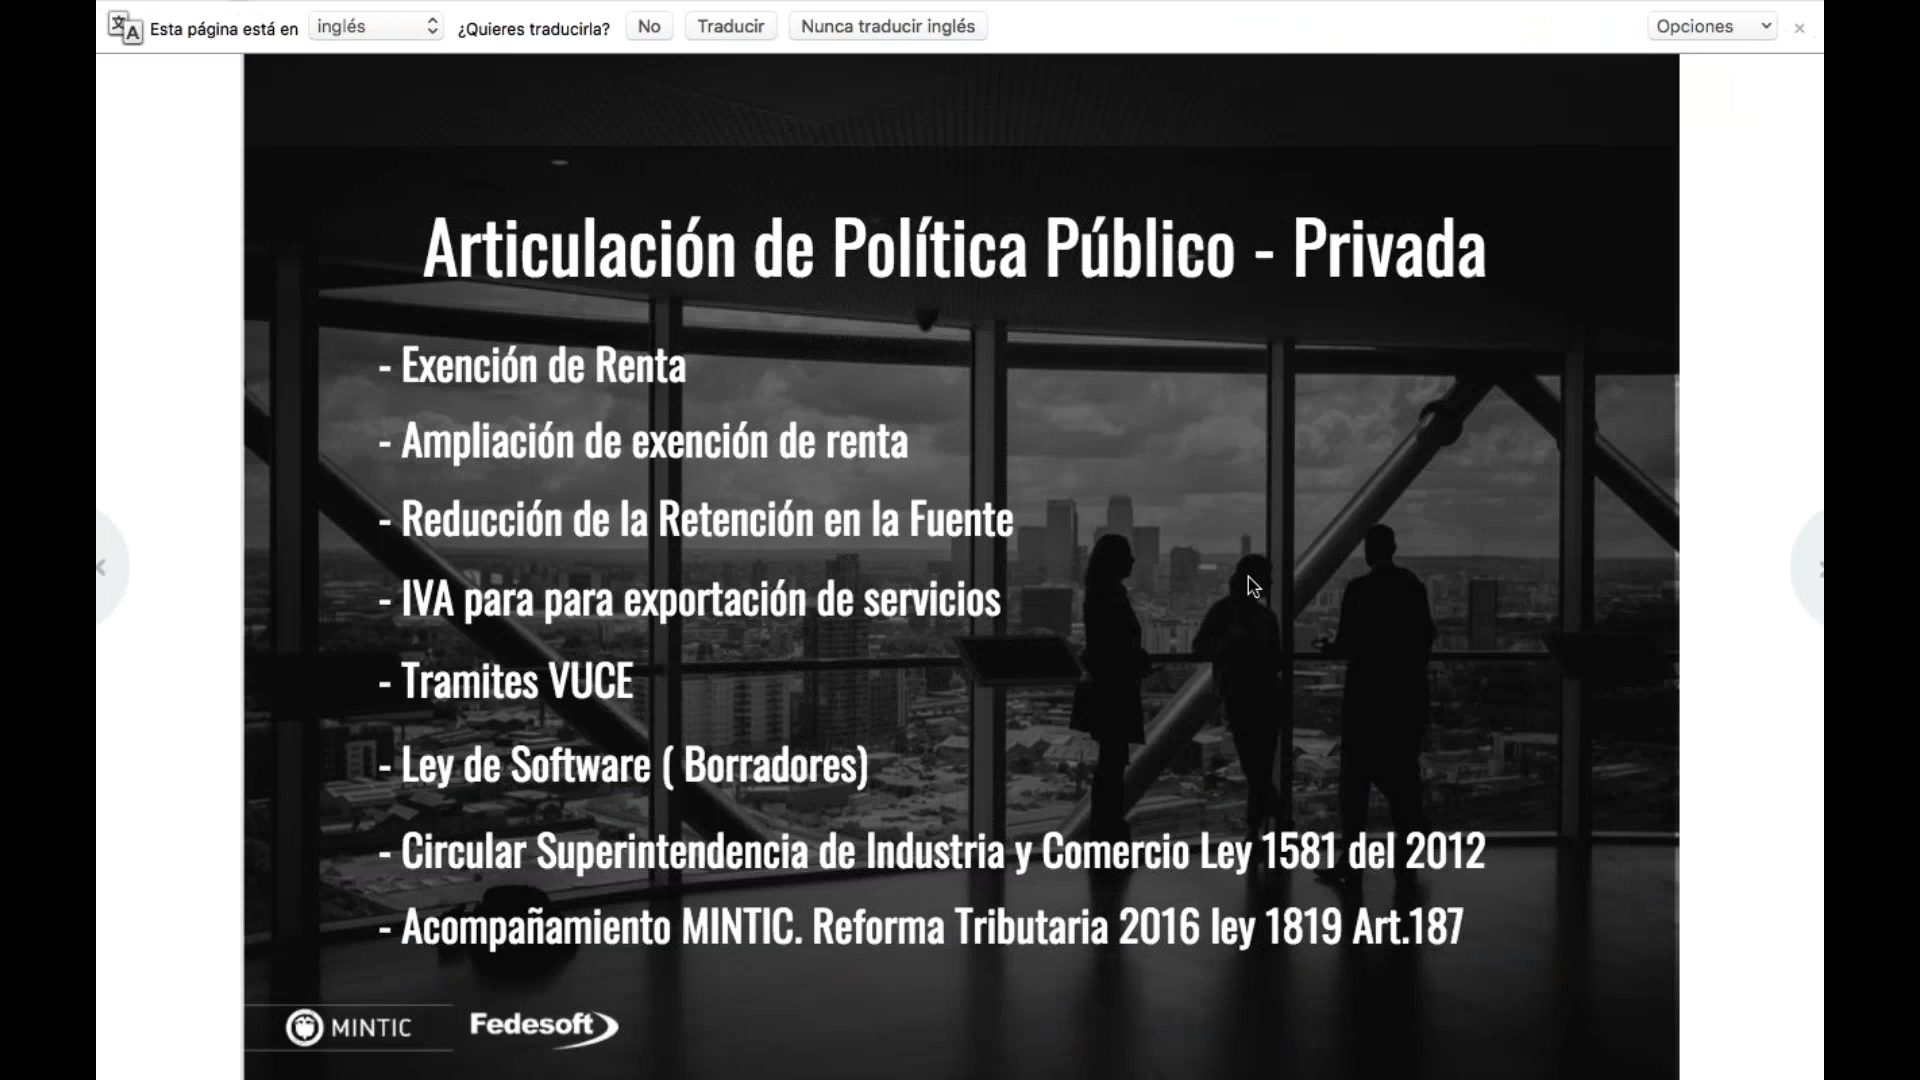 Esta página está en inglés ¿Quieres traducirla? No Traducir Nunca traducir inglés Opciones
Articulación de Política Público - Privada
- Exención de Renta
- Ampliación de exención de renta
- Reducción de la Retención en la Fuente
- IVA para para exportación de servicios
- Tramites VUCE
- Ley de Software ( Borradores)
- Circular Superintendencia de Industria y Comercio Ley 1581 del 2012
- Acompañamiento MINTIC. Reforma Tributaria 2016 ley 1819 Art.187
MINTIC Fedesoft